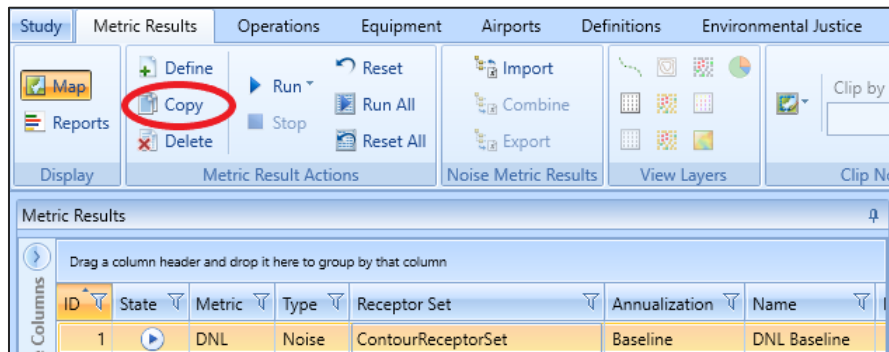 Study Metric Results Operations Equipment Airports Definitions Environmental Justice
Map
Reports
Display
Define
Copy
Delete
Run
Stop
Reset
Run All
Reset All
Metric Result Actions
Import
Combine
Export
Noise Metric Results
View Layers
Clip by
Clip No
Metric Results
Drag a column header and drop it here to group by that column
Columns
ID State Metric Type Receptor Set Annualization Name
1 DNL Noise ContourReceptorSet Baseline DNL Baseline